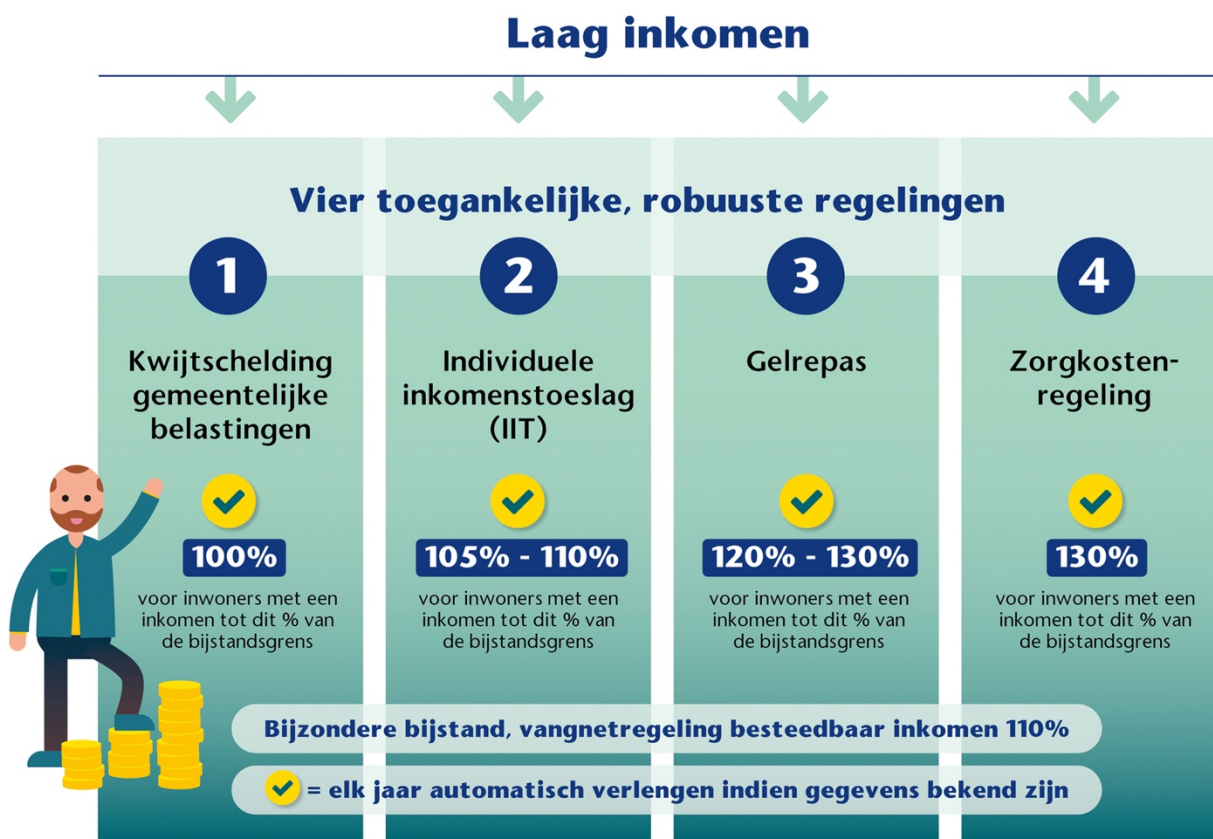 Laag inkomen
Vier toegankelijke, robuuste regelingen
1
Kwijtschelding
gemeentelijke
belastingen
100%
voor inwoners met een
inkomen tot dit % van
de bijstandsgrens
2
Individuele
inkomenstoeslag
(IIT)
105% - 110%
voor inwoners met een
inkomen tot dit % van
de bijstandsgrens
3
Gelrepas
120% - 130%
voor inwoners met een
inkomen tot dit % van
de bijstandsgrens
4
Zorgkosten-
regeling
130%
voor inwoners met een
inkomen tot dit % van
de bijstandsgrens
Bijzondere bijstand, vangnetregeling besteedbaar inkomen 110%
= elk jaar automatisch verlengen indien gegevens bekend zijn